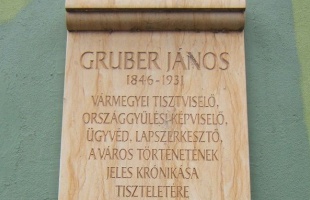 GRUBER JÁNOS
1846-1931
VÁRMEGYEI TISZTVISELŐ,
ORSZÁGGYŰLÉSI KÉPVISELŐ,
ÜGYVÉD, LAPSZERKESZTŐ,
A VÁROS TÖRTÉNETÉNEK
JELES KRÓNIKÁSA
TISZTELETÉRE